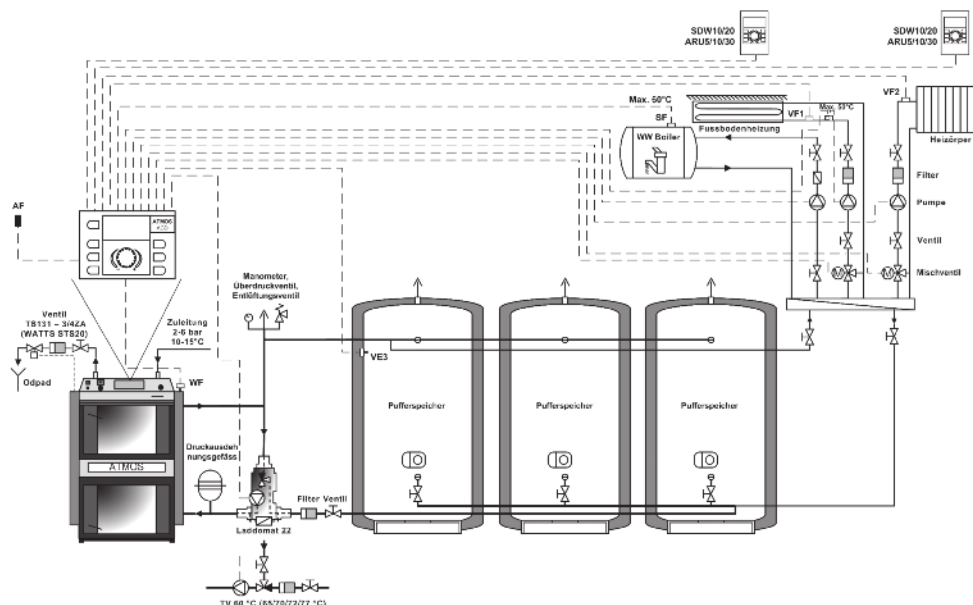 SDW10/20
ARU5/10/30
SDW10/20
ARU5/10/30
Max. 50°C
SF
WW Boiler
VF1
Max. 50°C
Fussbodenheizung
VF2
Heizörper
Filter
Pumpe
Ventil
Mischventil
AF
ATMOS
Manometer,
Überdruckventil,
Entlüftungsventil
Ventil
TS131 – 3/4ZA
(WATTS STS20)
Zuleitung
2-6 bar
10-15°C
Odpad
WF
VE3
Pufferspeicher
Pufferspeicher
Pufferspeicher
Druckausdeh
nungsgefäss
ATMOS
Filter Ventil
Laddomat 22
TV 60 °C (65/70/72/77 °C)